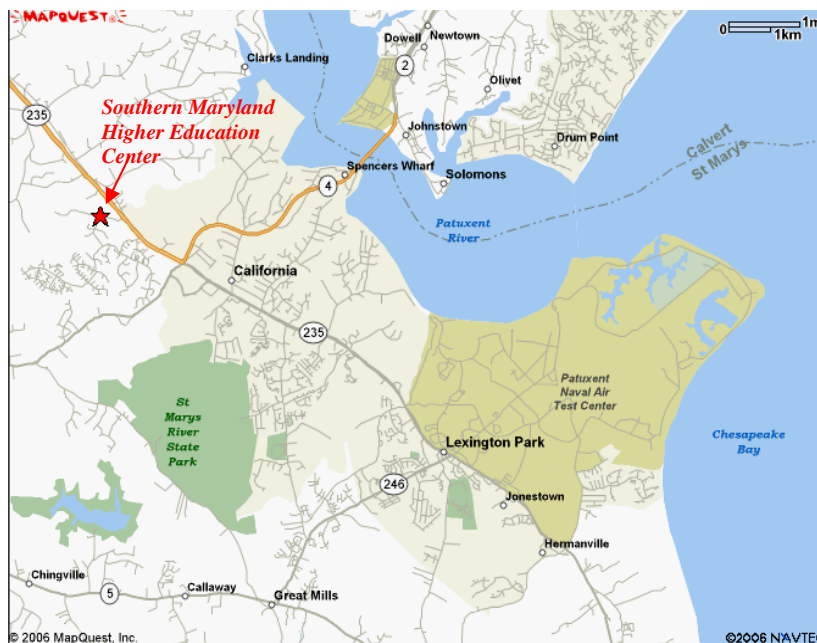 MAPQUEST
0 1m
1km
Dowell
Newtown
Clarks Landing
2
Olivet
235
Southern Maryland
Higher Education
Center
Johnstown
Drum Point
Calvert
St Marys
Spencers Wharf
4
Solomons
Patuxent
River
California
235
Patuxent
Naval Air
Test Center
St
Marys
River
State
Park
Lexington Park
Chesapeake
Bay
246
Jonestown
Hermanville
Chingville
5
Callaway
Great Mills
© 2006 MapQuest, Inc.
©2006 NAVTEC